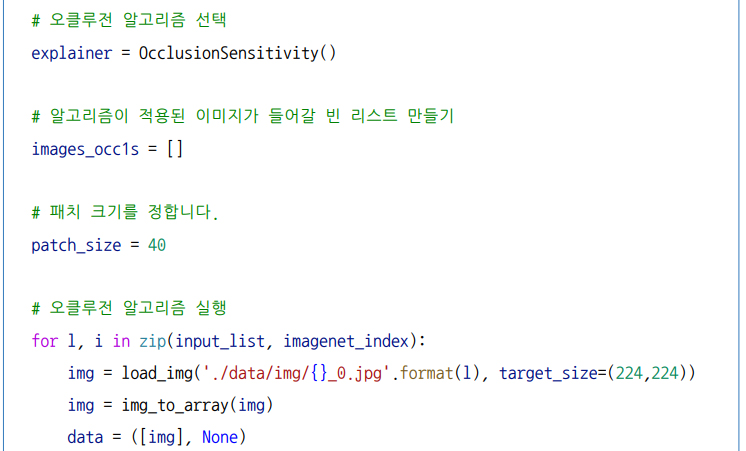 # 오클루전 알고리즘 선택
explainer = OcclusionSensitivity()
# 알고리즘이 적용된 이미지가 들어갈 빈 리스트 만들기
images_occ1s = []
# 패치 크기를 정합니다.
patch_size = 40
# 오클루전 알고리즘 실행
for l, i in zip(input_list, imagenet_index):
    img = load_img('./data/img/{}_0.jpg'.format(l), target_size=(224,224))
    img = img_to_array(img)
    data = ([img], None)